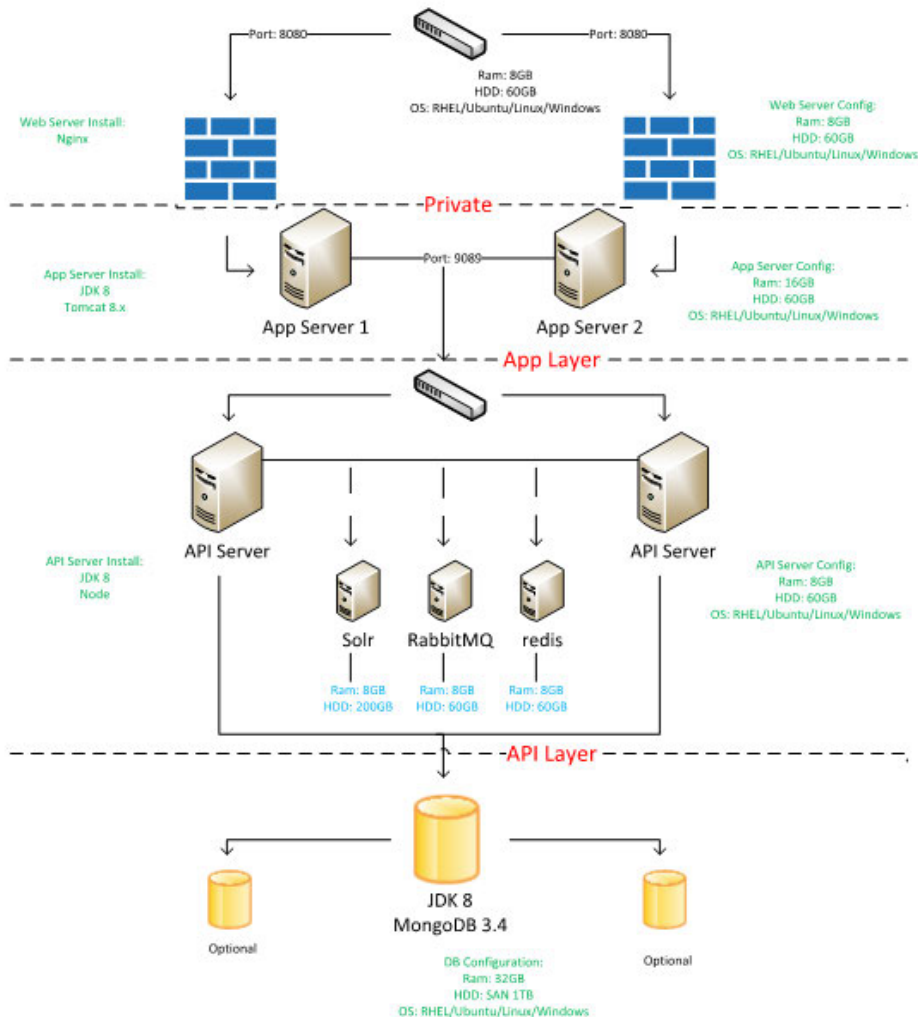 Port: 8080
Port: 8080
Ram: 8GB
HDD: 60GB
OS: RHEL/Ubuntu/Linux/Windows
Web Server Install:
Nginx
Web Server Config:
Ram: 8GB
HDD: 60GB
OS: RHEL/Ubuntu/Linux/Windows
Private
App Server Install:
JDK 8
Tomcat 8.x
Port: 9089
App Server 1
App Server 2
App Server Config:
Ram: 16GB
HDD: 60GB
OS: RHEL/Ubuntu/Linux/Windows
App Layer
API Server
API Server
API Server Install:
JDK 8
Node
Solr
RabbitMQ
redis
Ram: 8GB
HDD: 200GB
Ram: 8GB
HDD: 60GB
Ram: 8GB
HDD: 60GB
API Server Config:
Ram: 8GB
HDD: 60GB
OS: RHEL/Ubuntu/Linux/Windows
API Layer
JDK 8
MongoDB 3.4
Optional
Optional
DB Configuration:
Ram: 32GB
HDD: SAN 1TB
OS: RHEL/Ubuntu/Linux/Windows